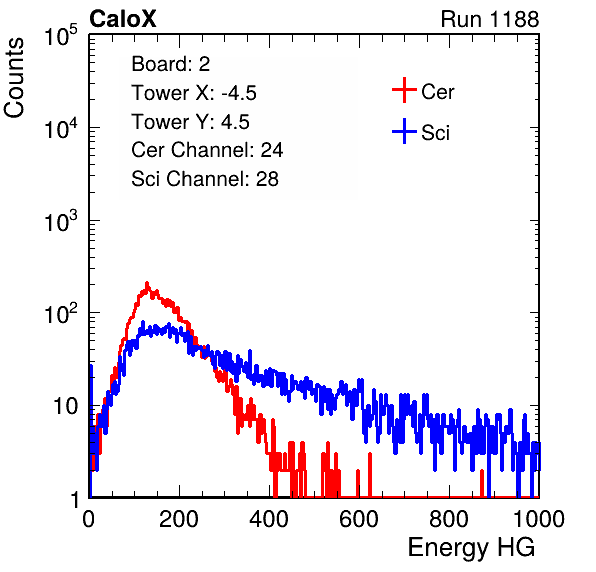 CaloX Run 1188
Counts
10^5
10^4
10^3
10^2
10
1
Board: 2
Tower X: -4.5
Tower Y: 4.5
Cer Channel: 24
Sci Channel: 28
Cer
Sci
0 200 400 600 800 1000
Energy HG